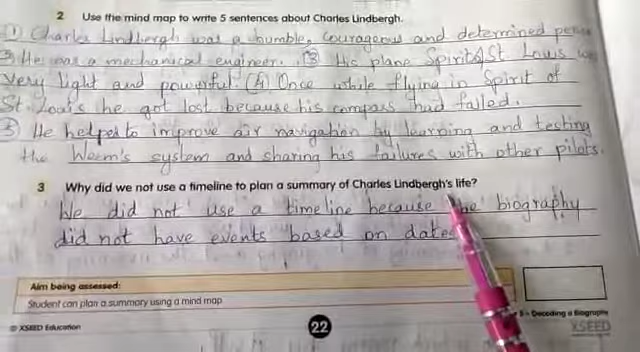 2 Use the mind map to write 5 sentences about Charles Lindbergh.
① Charles Lindbergh was a humble, courageous and determined
② He was a mechanical engineer. ③ His plane Spirit of St Louis was
very light and powerful. ④ Once while flying in Spirit of
St. Louis he got lost because his compass had failed.
⑤ He helped to improve air navigation by learning and testing
the Weem's system and sharing his failures with other pilots.
3 Why did we not use a timeline to plan a summary of Charles Lindbergh's life?
We did not use a timeline because the biography
did not have events based on dates
Aim being assessed:
Student can plan a summary using a mind map
© XSEED Education
22
5 – Decoding a Biography
XSEED